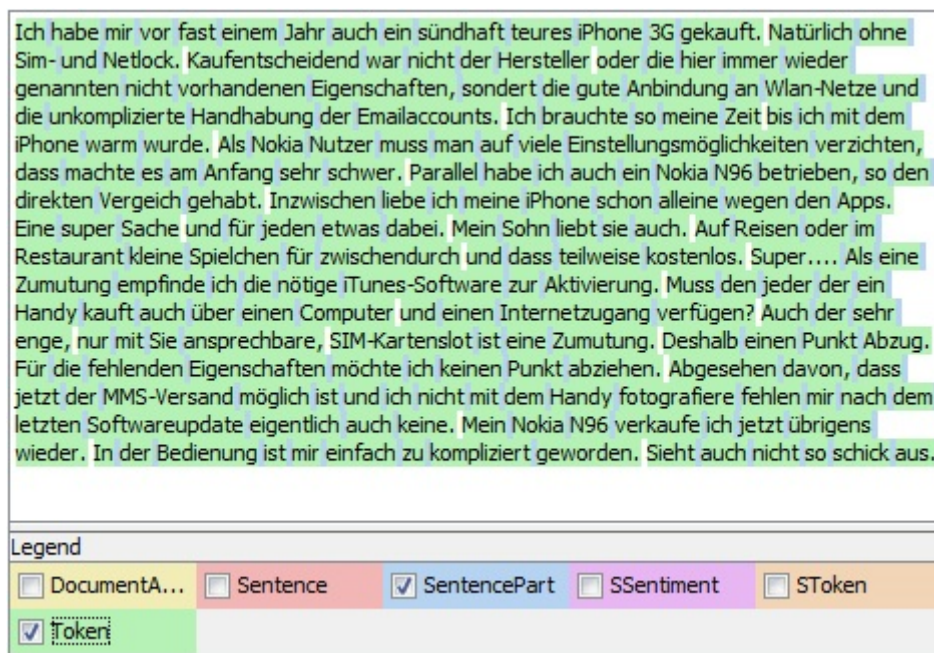 Ich habe mir vor fast einem Jahr auch ein sündhaft teures iPhone 3G gekauft. Natürlich ohne
Sim- und Netlock. Kaufentscheidend war nicht der Hersteller oder die hier immer wieder
genannten nicht vorhandenen Eigenschaften, sondert die gute Anbindung an Wlan-Netze und
die unkomplizierte Handhabung der Emailaccounts. Ich brauchte so meine Zeit bis ich mit dem
iPhone warm wurde. Als Nokia Nutzer muss man auf viele Einstellungsmöglichkeiten verzichten,
dass machte es am Anfang sehr schwer. Parallel habe ich auch ein Nokia N96 betrieben, so den
direkten Vergeich gehabt. Inzwischen liebe ich meine iPhone schon alleine wegen den Apps.
Eine super Sache und für jeden etwas dabei. Mein Sohn liebt sie auch. Auf Reisen oder im
Restaurant kleine Spielchen für zwischendurch und dass teilweise kostenlos. Super.... Als eine
Zumutung empfinde ich die nötige iTunes-Software zur Aktivierung. Muss den jeder der ein
Handy kauft auch über einen Computer und einen Internetzugang verfügen? Auch der sehr
enge, nur mit Sie ansprechbare, SIM-Kartenslot ist eine Zumutung. Deshalb einen Punkt Abzug.
Für die fehlenden Eigenschaften möchte ich keinen Punkt abziehen. Abgesehen davon, dass
jetzt der MMS-Versand möglich ist und ich nicht mit dem Handy fotografiere fehlen mir nach dem
letzten Softwareupdate eigentlich auch keine. Mein Nokia N96 verkaufe ich jetzt übrigens
wieder. In der Bedienung ist mir einfach zu kompliziert geworden. Sieht auch nicht so schick aus.
Legend
DocumentA... Sentence SentencePart SSentiment SToken
Token